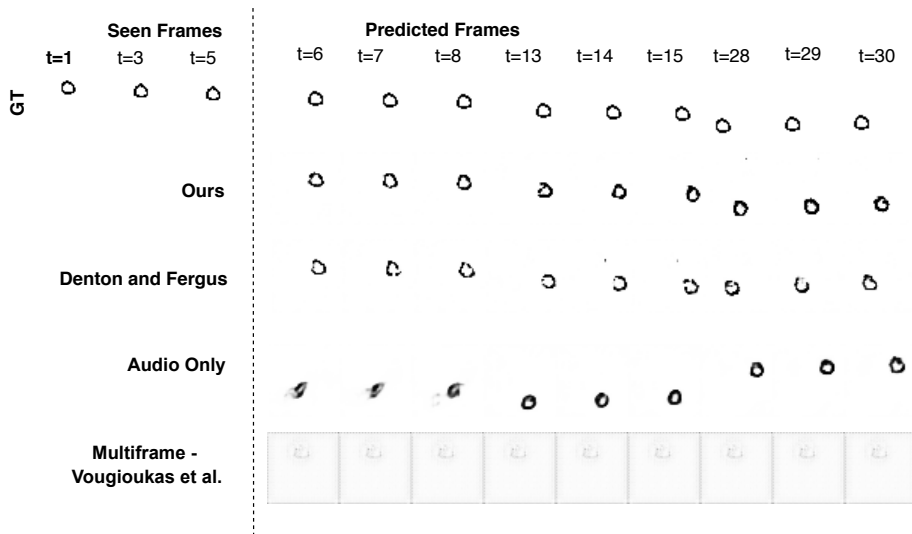 Seen Frames
Predicted Frames
t=1 t=3 t=5 t=6 t=7 t=8 t=13 t=14 t=15 t=28 t=29 t=30
GT
Ours
Denton and Fergus
Audio Only
Multiframe -
Vougioukas et al.